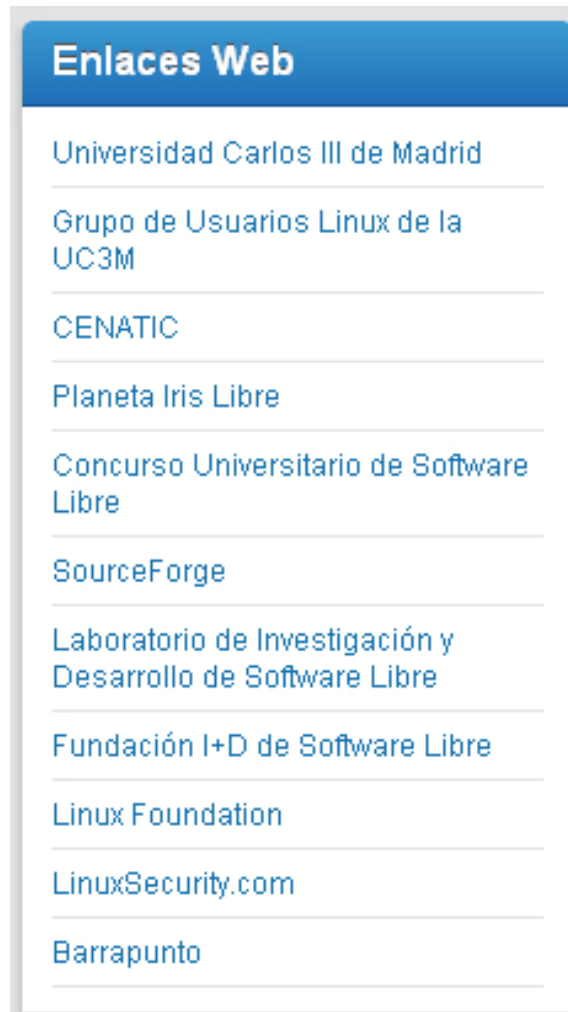 Enlaces Web
Universidad Carlos III de Madrid
Grupo de Usuarios Linux de la
UC3M
CENATIC
Planeta Iris Libre
Concurso Universitario de Software
Libre
SourceForge
Laboratorio de Investigación y
Desarrollo de Software Libre
Fundación I+D de Software Libre
Linux Foundation
LinuxSecurity.com
Barrapunto